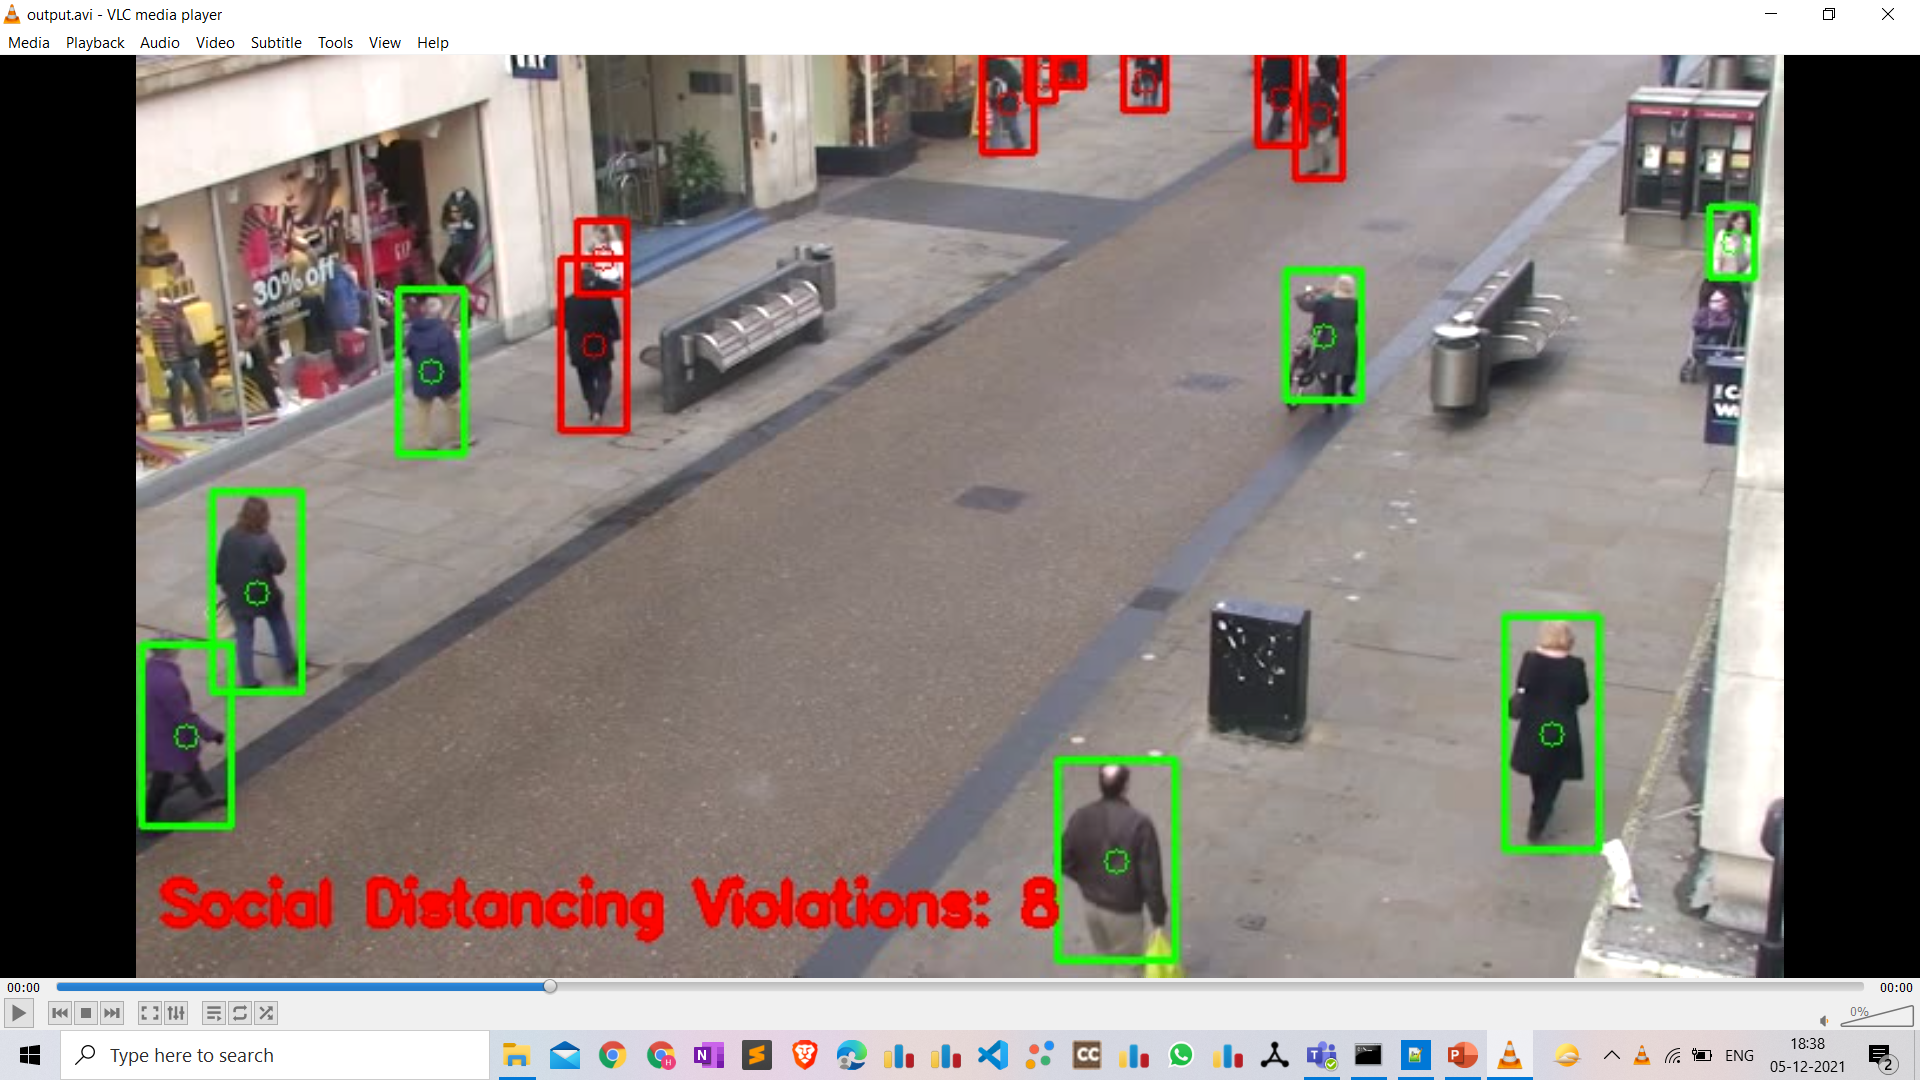 output.avi - VLC media player
Media Playback Audio Video Subtitle Tools View Help
30% off
Social Distancing Violations: 8
00:00 00:00
0%
Type here to search
ENG
18:38
05-12-2021
2